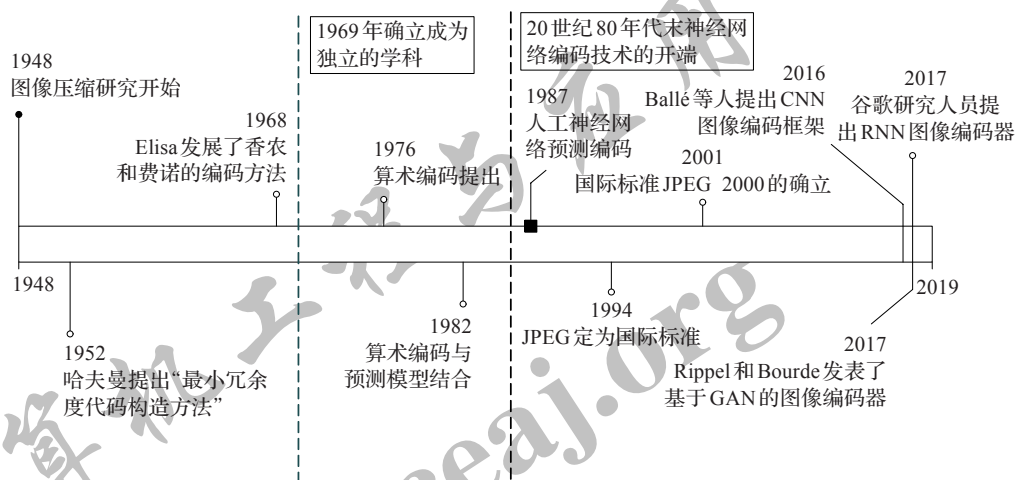 1969年确立成为
独立的学科
20世纪80年代末神经网
络编码技术的开端
1948
图像压缩研究开始
1968
Elisa发展了香农
和费诺的编码方法
1976
算术编码提出
1987
人工神经网
络预测编码
2001
国际标准JPEG 2000的确立
2016
Ballé等人提出CNN
图像编码框架
2017
谷歌研究人员提
出RNN图像编码器
1948
2019
1952
哈夫曼提出“最小冗余
度代码构造方法”
1982
算术编码与
预测模型结合
1994
JPEG定为国际标准
2017
Rippel和Bourde发表了
基于GAN的图像编码器
算机工程与应用
ceaj.org